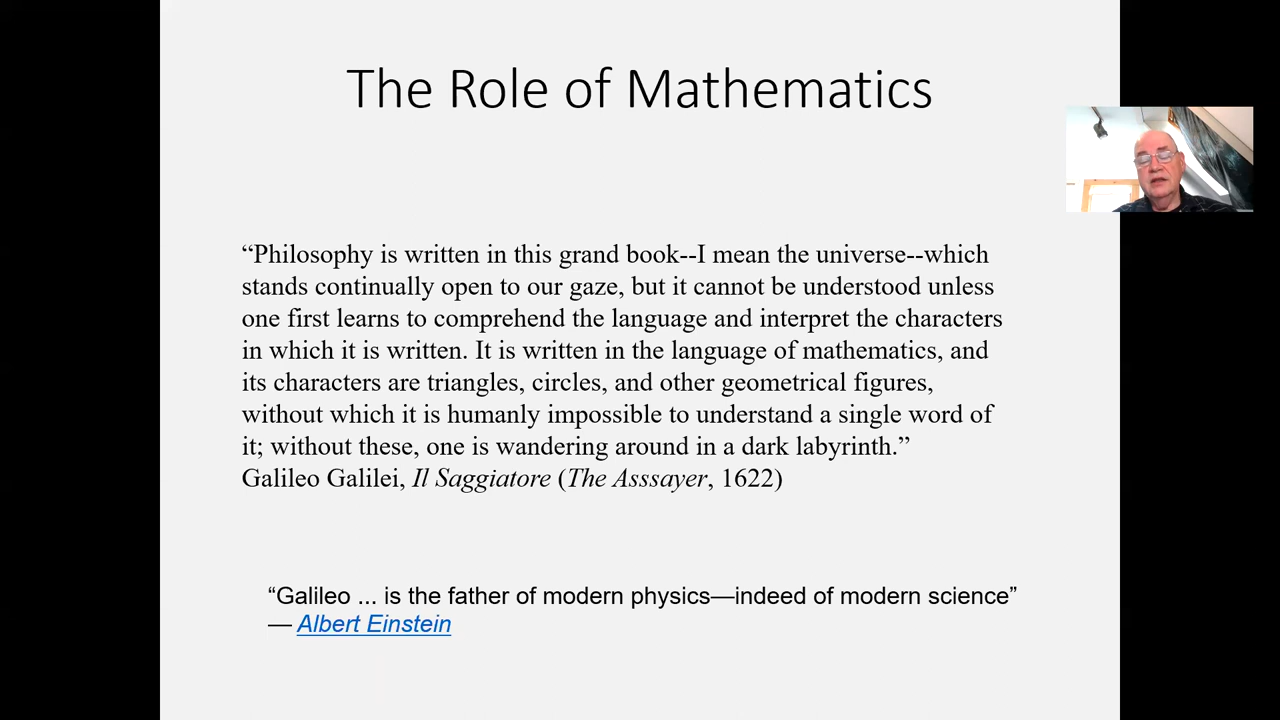 The Role of Mathematics
“Philosophy is written in this grand book--I mean the universe--which
stands continually open to our gaze, but it cannot be understood unless
one first learns to comprehend the language and interpret the characters
in which it is written. It is written in the language of mathematics, and
its characters are triangles, circles, and other geometrical figures,
without which it is humanly impossible to understand a single word of
it; without these, one is wandering around in a dark labyrinth.”
Galileo Galilei, Il Saggiatore (The Asssayer, 1622)
“Galileo ... is the father of modern physics—indeed of modern science”
— Albert Einstein